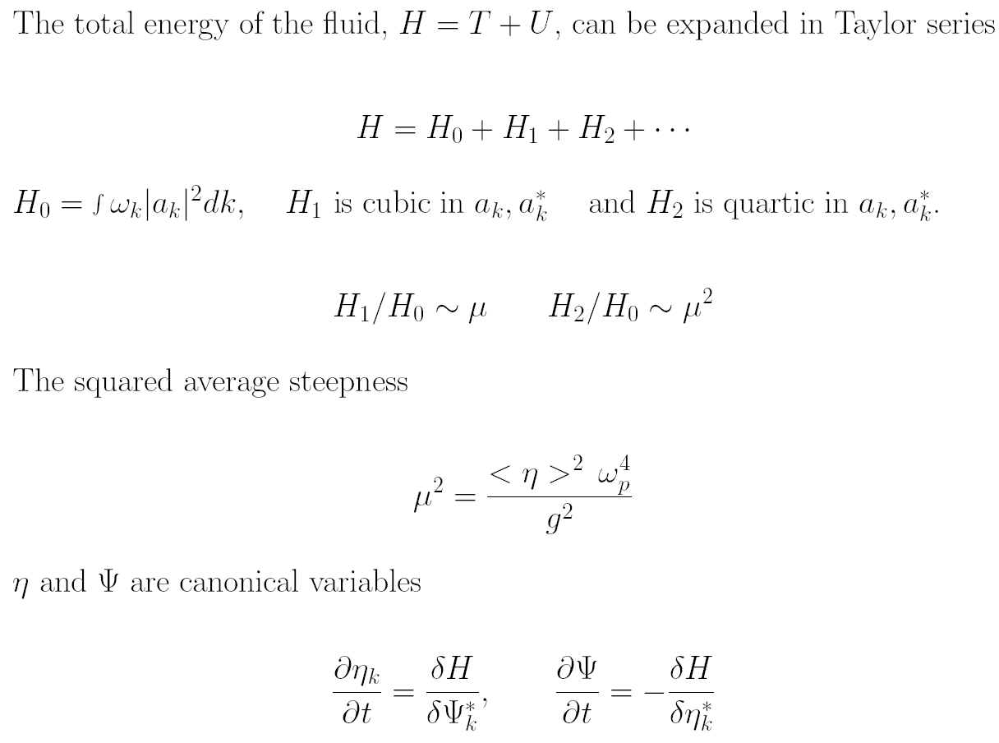 The total energy of the fluid, $H = T + U$, can be expanded in Taylor series
$H = H_0 + H_1 + H_2 + \cdots$
$H_0 = \int \omega_k |a_k|^2 dk,$ $H_1$ is cubic in $a_k, a_k^*$ and $H_2$ is quartic in $a_k, a_k^*.$
$H_1/H_0 \sim \mu \qquad H_2/H_0 \sim \mu^2$
The squared average steepness
$\mu^2 = \frac{<\eta>^2 \omega_p^4}{g^2}$
$\eta$ and $\Psi$ are canonical variables
$\frac{\partial \eta_k}{\partial t} = \frac{\delta H}{\delta \Psi_k^*}, \qquad \frac{\partial \Psi}{\partial t} = -\frac{\delta H}{\delta \eta_k^*}$